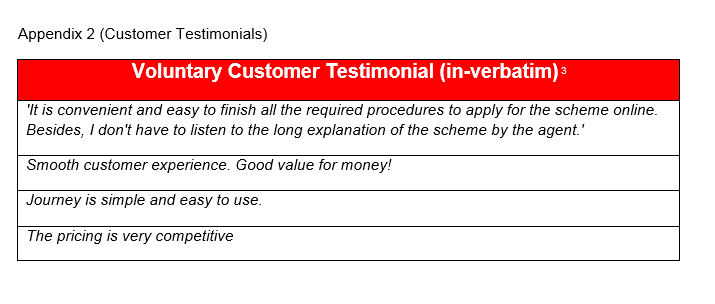 Appendix 2 (Customer Testimonials)
Voluntary Customer Testimonial (in-verbatim) 3
'It is convenient and easy to finish all the required procedures to apply for the scheme online.
Besides, I don't have to listen to the long explanation of the scheme by the agent.'
Smooth customer experience. Good value for money!
Journey is simple and easy to use.
The pricing is very competitive